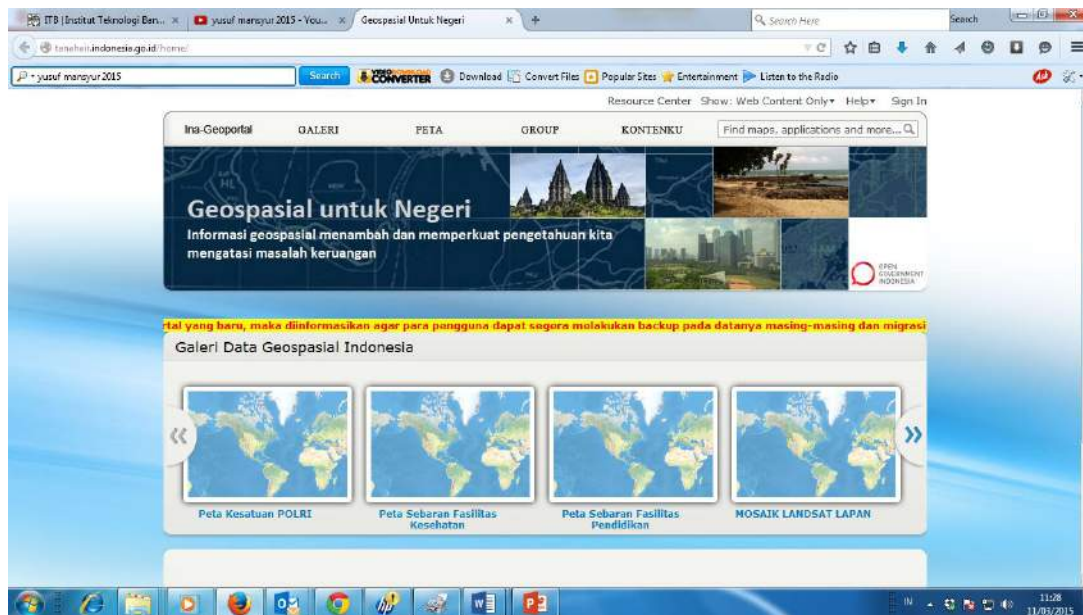 ITB | Institut Teknologi Ban...
yusuf mansyur 2015 - You...
Geospasial Untuk Negeri
Search Here
Search
tanahair.indonesia.go.id/home/
yusuf mansyur 2015
Search
VIDEO DOWNLOAD CONVERTER
Download
Convert Files
Popular Sites
Entertainment
Listen to the Radio
Resource Center Show: Web Content Only Help Sign In
Ina-Geoportal GALERI PETA GROUP KONTENKU Find maps, applications and more...
Geospasial untuk Negeri
Informasi geospasial menambah dan memperkuat pengetahuan kita
mengatasi masalah keruangan
OPEN
GOVERNMENT
INDONESIA
rtal yang baru, maka diinformasikan agar para pengguna dapat segera melakukan backup pada datanya masing-masing dan migrasi
Galeri Data Geospasial Indonesia
Peta Kesatuan POLRI
Peta Sebaran Fasilitas
Kesehatan
Peta Sebaran Fasilitas
Pendidikan
MOSAIK LANDSAT LAPAN
IN
11:28
11/03/2015